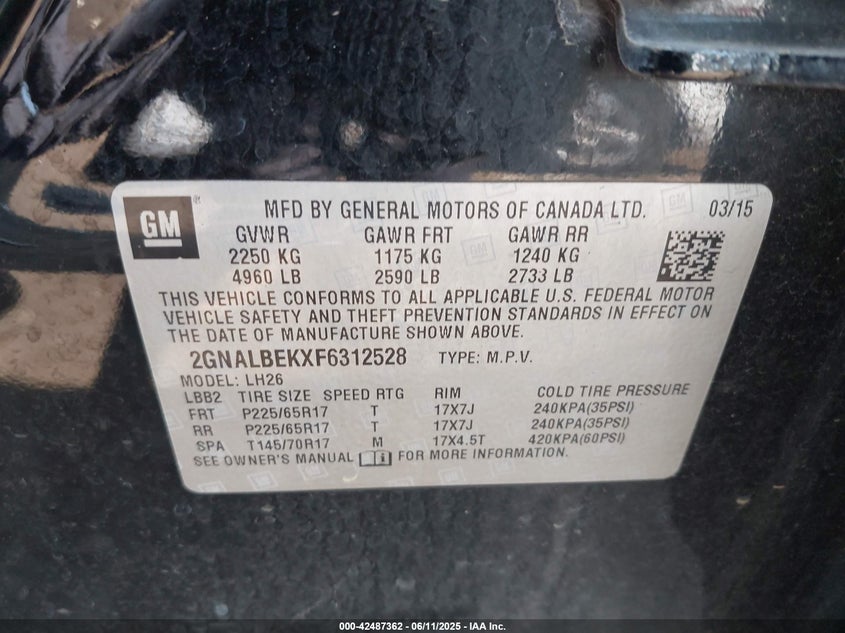 GM ® MFD BY GENERAL MOTORS OF CANADA LTD. 03/15
GVWR GAWR FRT GAWR RR
2250 KG 1175 KG 1240 KG
4960 LB 2590 LB 2733 LB
THIS VEHICLE CONFORMS TO ALL APPLICABLE U.S. FEDERAL MOTOR
VEHICLE SAFETY AND THEFT PREVENTION STANDARDS IN EFFECT ON
THE DATE OF MANUFACTURE SHOWN ABOVE.
2GNALBEKXF6312528 TYPE: M.P.V.
MODEL: LH26
LBB2 TIRE SIZE SPEED RTG RIM COLD TIRE PRESSURE
FRT P225/65R17 T 17X7J 240KPA(35PSI)
RR P225/65R17 T 17X7J 240KPA(35PSI)
SPA T145/70R17 M 17X4.5T 420KPA(60PSI)
SEE OWNER'S MANUAL i FOR MORE INFORMATION.
000-42487362 - 06/11/2025 - IAA Inc.